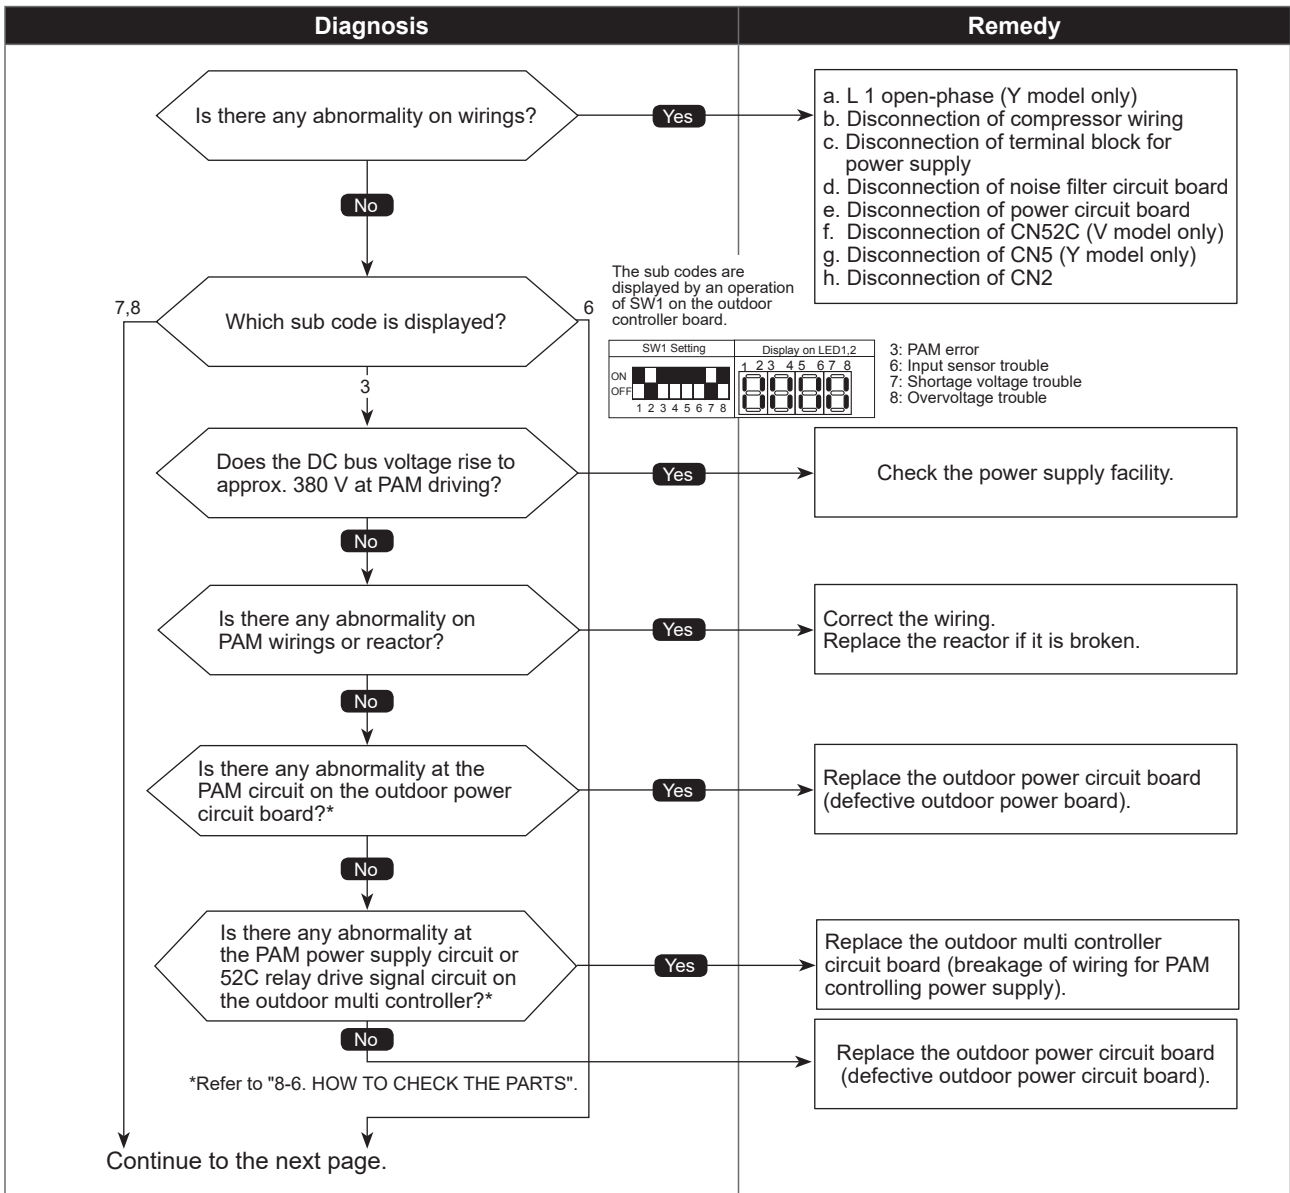 Diagnosis
Remedy
Is there any abnormality on wirings?
Yes
a. L 1 open-phase (Y model only)
b. Disconnection of compressor wiring
c. Disconnection of terminal block for
power supply
d. Disconnection of noise filter circuit board
e. Disconnection of power circuit board
f. Disconnection of CN52C (V model only)
g. Disconnection of CN5 (Y model only)
h. Disconnection of CN2
No
The sub codes are
displayed by an operation
of SW1 on the outdoor
controller board.
7,8
Which sub code is displayed?
6
SW1 Setting
Display on LED1,2
ON
OFF
1 2 3 4 5 6 7 8
1 2 3 4 5 6 7 8
3: PAM error
6: Input sensor trouble
7: Shortage voltage trouble
8: Overvoltage trouble
3
Does the DC bus voltage rise to
approx. 380 V at PAM driving?
Yes
Check the power supply facility.
No
Is there any abnormality on
PAM wirings or reactor?
Yes
Correct the wiring.
Replace the reactor if it is broken.
No
Is there any abnormality at the
PAM circuit on the outdoor power
circuit board?*
Yes
Replace the outdoor power circuit board
(defective outdoor power board).
No
Is there any abnormality at
the PAM power supply circuit or
52C relay drive signal circuit on
the outdoor multi controller?*
Yes
Replace the outdoor multi controller
circuit board (breakage of wiring for PAM
controlling power supply).
No
Replace the outdoor power circuit board
(defective outdoor power circuit board).
*Refer to "8-6. HOW TO CHECK THE PARTS".
Continue to the next page.